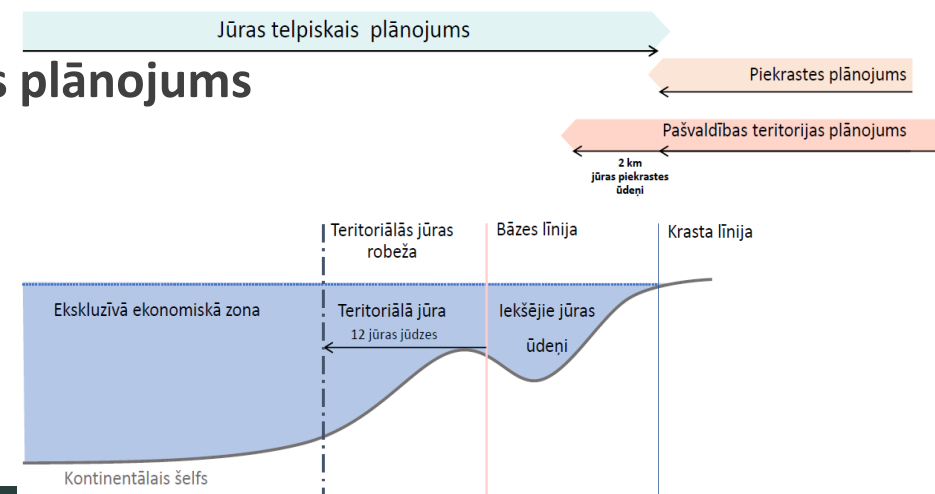 Jūras telpiskais plānojums
s plānojums
Piekrastes plānojums
Pašvaldības teritorijas plānojums
2 km
jūras piekrastes
ūdeņi
Teritoriālās jūras
robeža
Bāzes līnija
Krasta līnija
Ekskluzīvā ekonomiskā zona
Teritoriālā jūra
12 jūras jūdzes
Iekšējie jūras
ūdeņi
Kontinentālais šelfs